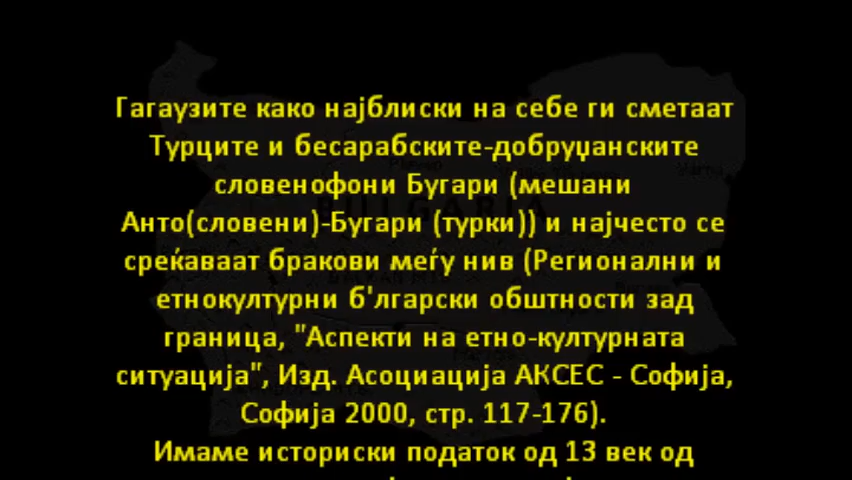 Гагаузите како најблиски на себе ги сметаат
Турците и бесарабските-добруџанските
словенофони Бугари (мешани
Анто(словени)-Бугари (турки)) и најчесто се
среќаваат бракови меѓу нив (Регионални и
етнокултурни б'лгарски обштности зад
граница, "Аспекти на етно-културната
ситуација", Изд. Асоциација АКСЕС - Софија,
Софија 2000, стр. 117-176).
Имаме историски податок од 13 век од